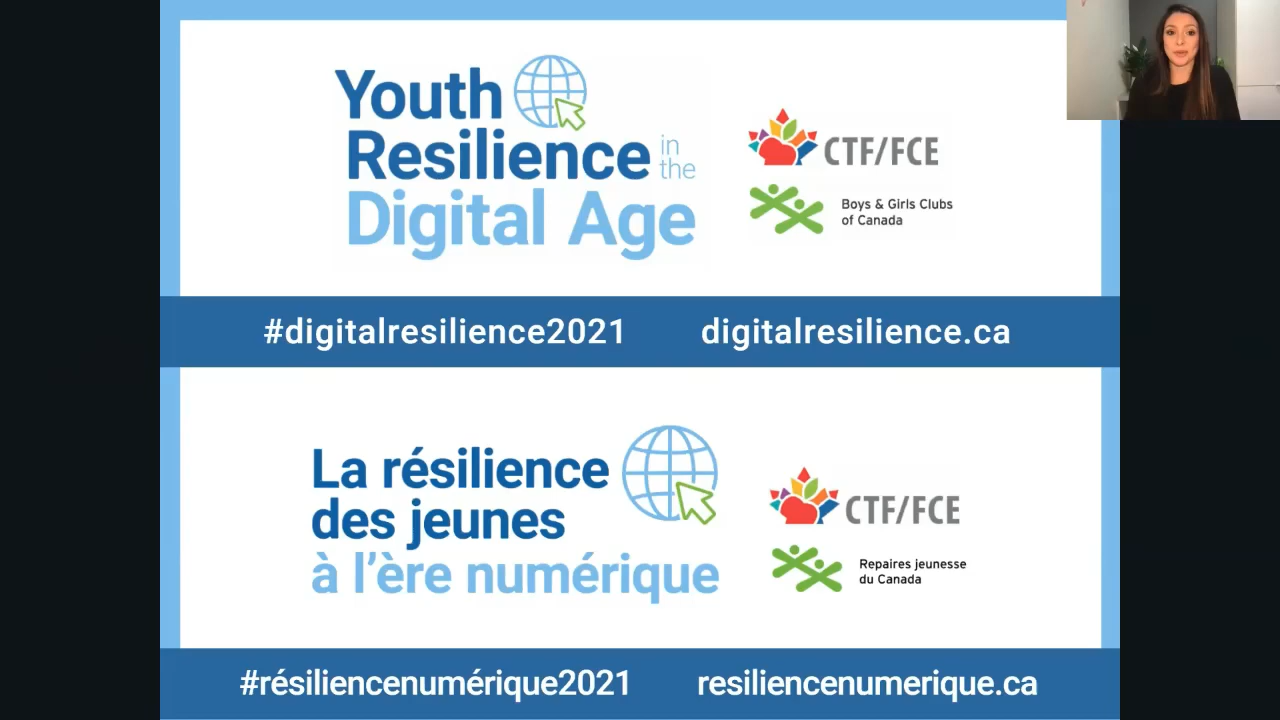 Youth
Resilience in the
Digital Age
CTF/FCE
Boys & Girls Clubs
of Canada
#digitalresilience2021 digitalresilience.ca
La résilience
des jeunes
à l'ère numérique
CTF/FCE
Repaires jeunesse
du Canada
#résiliencenumérique2021 resiliencenumerique.ca